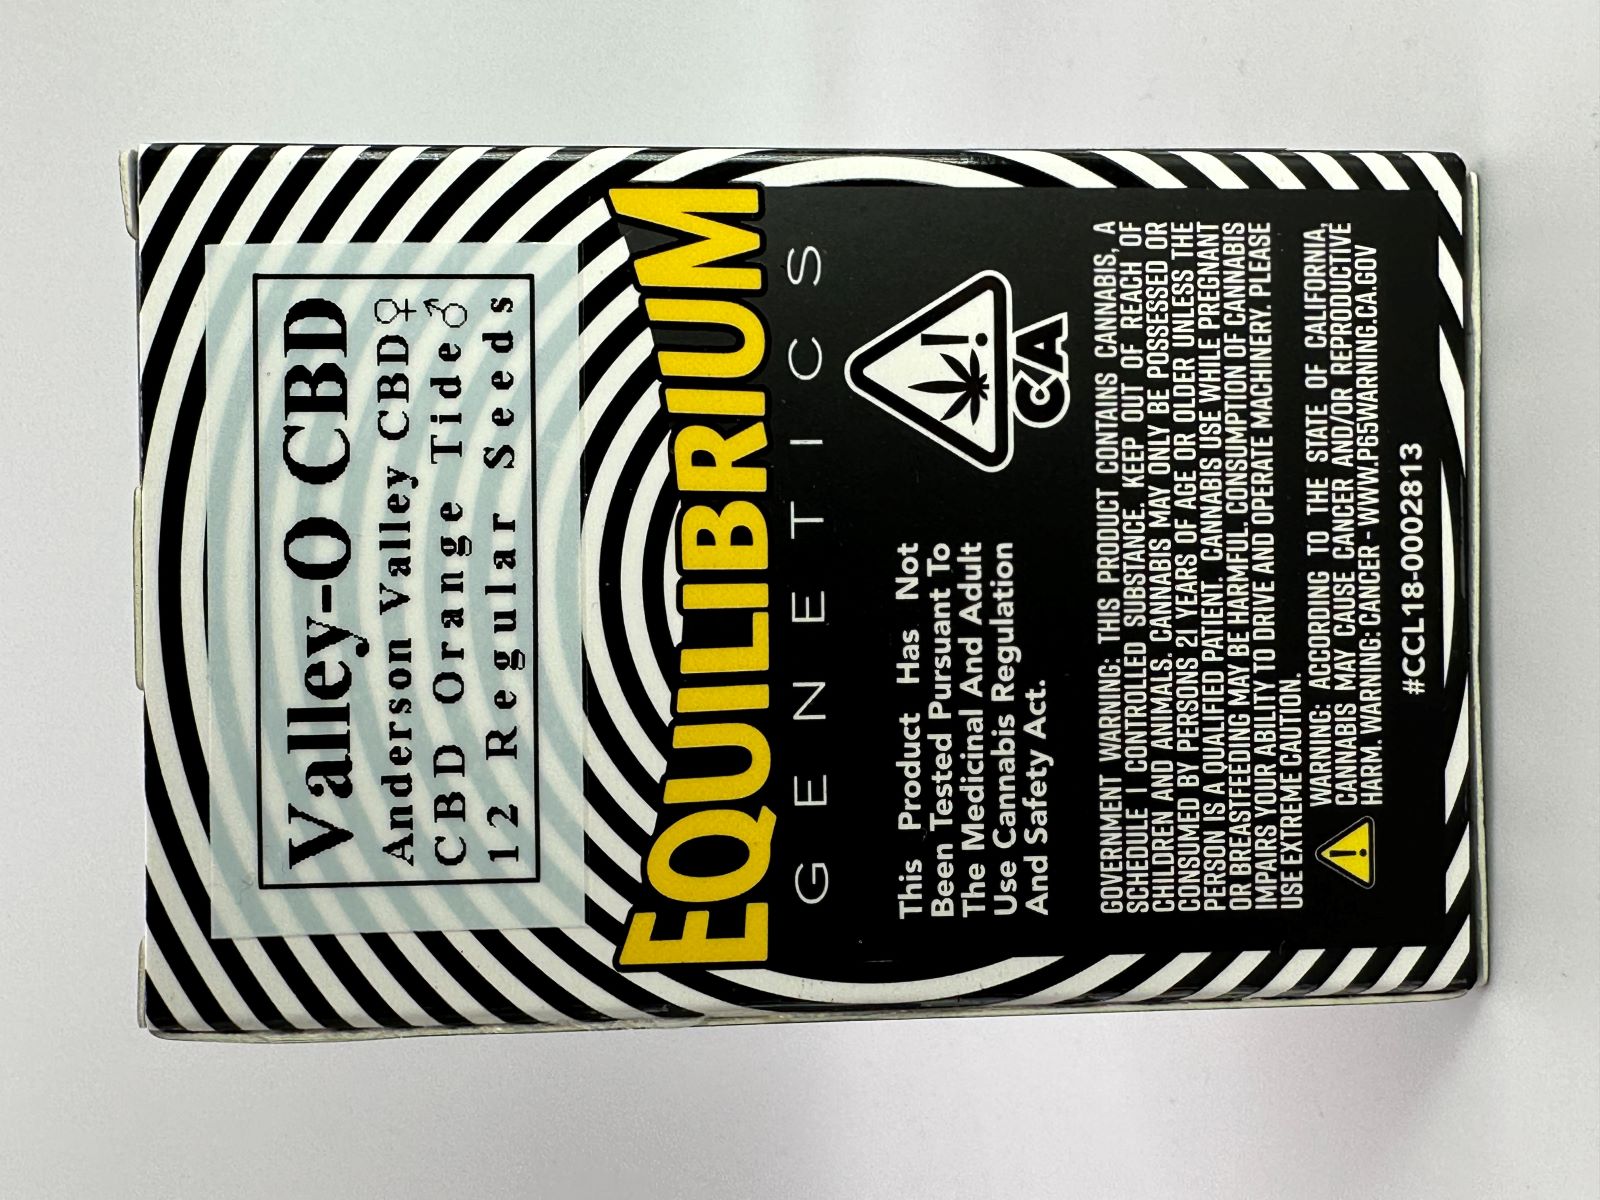 Valley-O CBD
Anderson Valley CBD♀
CBD Orange Tide♂
12 Regular Seeds
EQUILIBRIUM
GENETICS
This Product Has Not
Been Tested Pursuant To
The Medicinal And Adult
Use Cannabis Regulation
And Safety Act.
!
CA
GOVERNMENT WARNING: THIS PRODUCT CONTAINS CANNABIS, A
SCHEDULE I CONTROLLED SUBSTANCE. KEEP OUT OF REACH OF
CHILDREN AND ANIMALS. CANNABIS MAY ONLY BE POSSESSED OR
CONSUMED BY PERSONS 21 YEARS OF AGE OR OLDER UNLESS THE
PERSON IS A QUALIFIED PATIENT. CANNABIS USE WHILE PREGNANT
OR BREASTFEEDING MAY BE HARMFUL. CONSUMPTION OF CANNABIS
IMPAIRS YOUR ABILITY TO DRIVE AND OPERATE MACHINERY. PLEASE
USE EXTREME CAUTION.
!
WARNING: ACCORDING TO THE STATE OF CALIFORNIA,
CANNABIS MAY CAUSE CANCER AND/OR REPRODUCTIVE
HARM. WARNING: CANCER - WWW.P65WARNING.CA.GOV
#CCL18-0002813